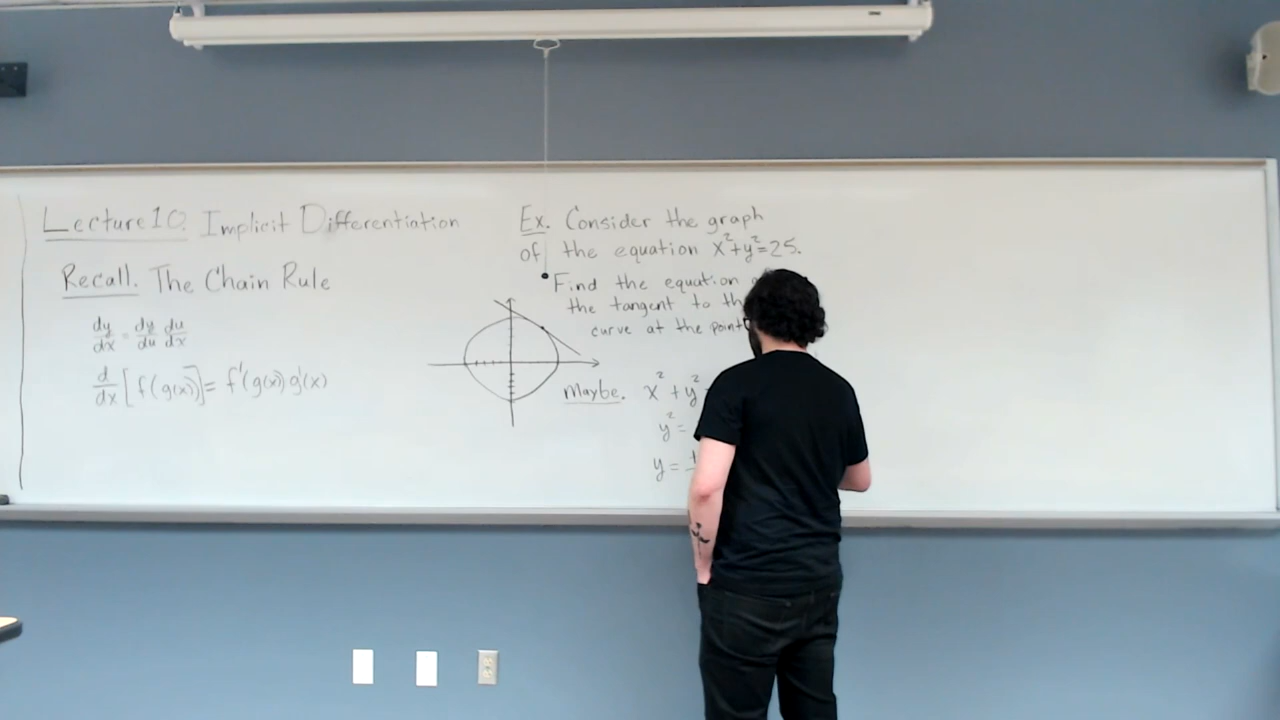 Lecture 10. Implicit Differentiation
Recall. The Chain Rule
dy/dx = dy/du du/dx
d/dx [f(g(x))] = f'(g(x)) g'(x)
Ex. Consider the graph
of the equation x²+y²=25.
Find the equation
the tangent to th
curve at the point
Maybe. x² + y²
y² =
y = ±